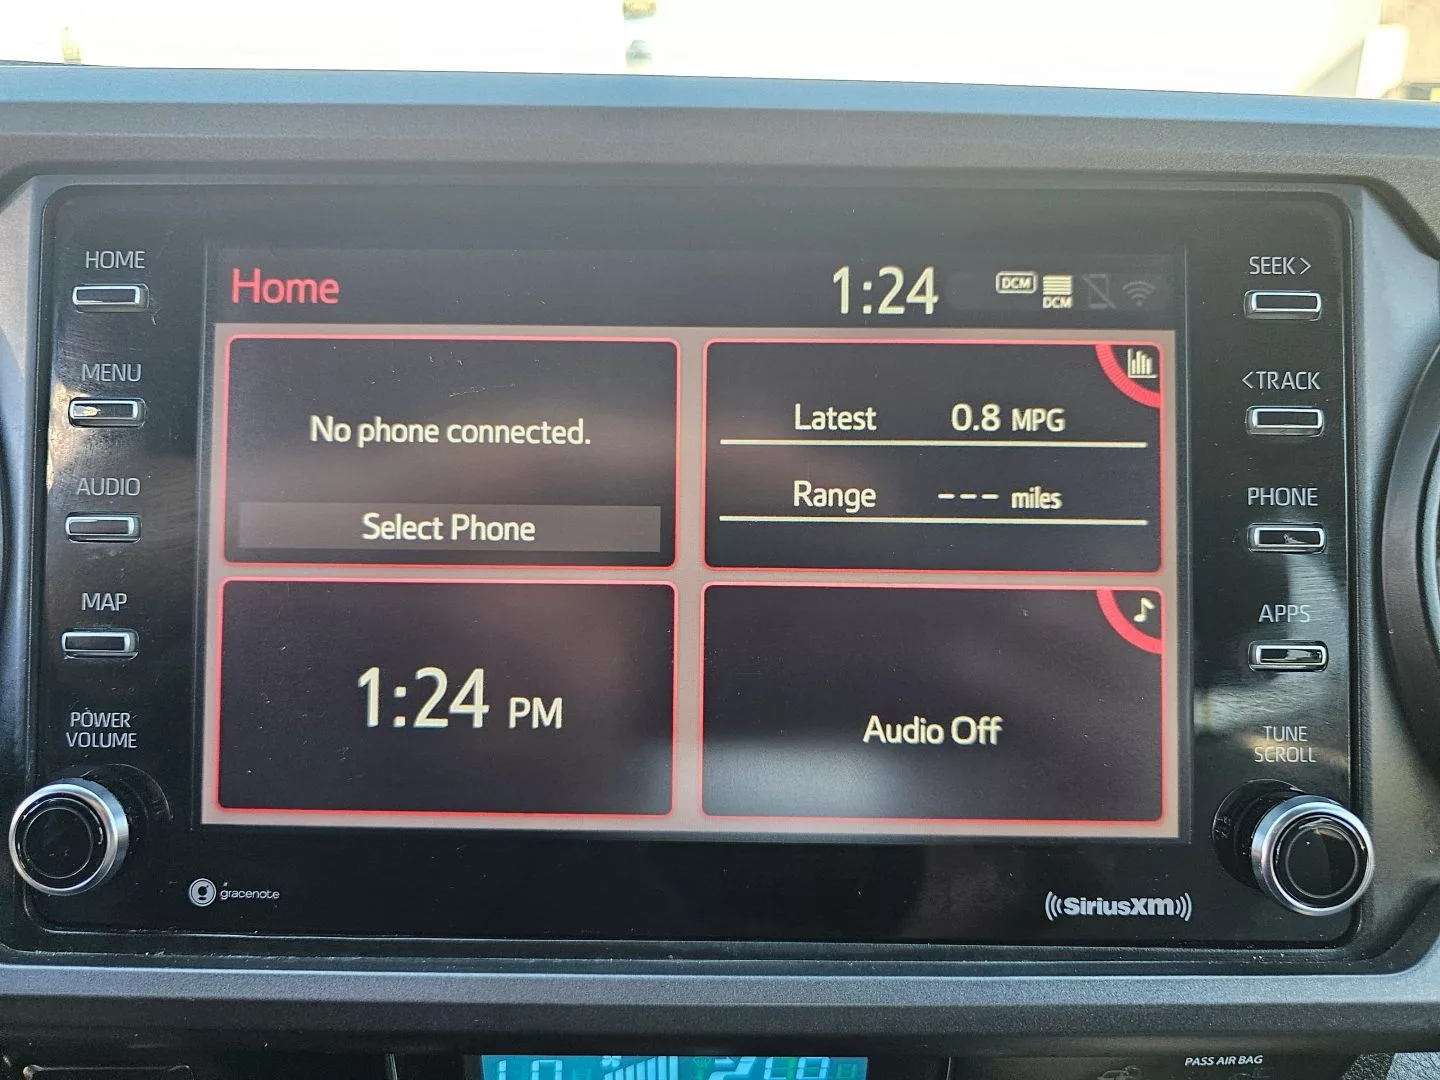 HOME
MENU
AUDIO
MAP
POWER
VOLUME
Home
1:24
DCM
DCM
No phone connected.
Select Phone
Latest 0.8 MPG
Range --- miles
1:24 PM
Audio Off
SEEK >
< TRACK
PHONE
APPS
TUNE
SCROLL
gracenote
((SiriusXM))
PASS AIR BAG